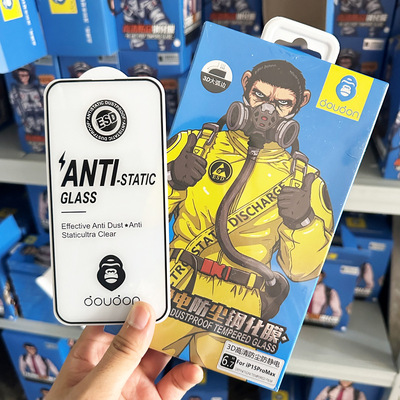 ESD
ANTI-STATIC
GLASS
Effective Anti Dust●Anti
Staticultra Clear
doudon
3D大弧边
doudon
ESD
STATIC DISCHARGE
电防尘钢化膜
DUSTPROOF TEMPERED GLASS
3D高清防尘防静电
6.7
For iP15ProMax